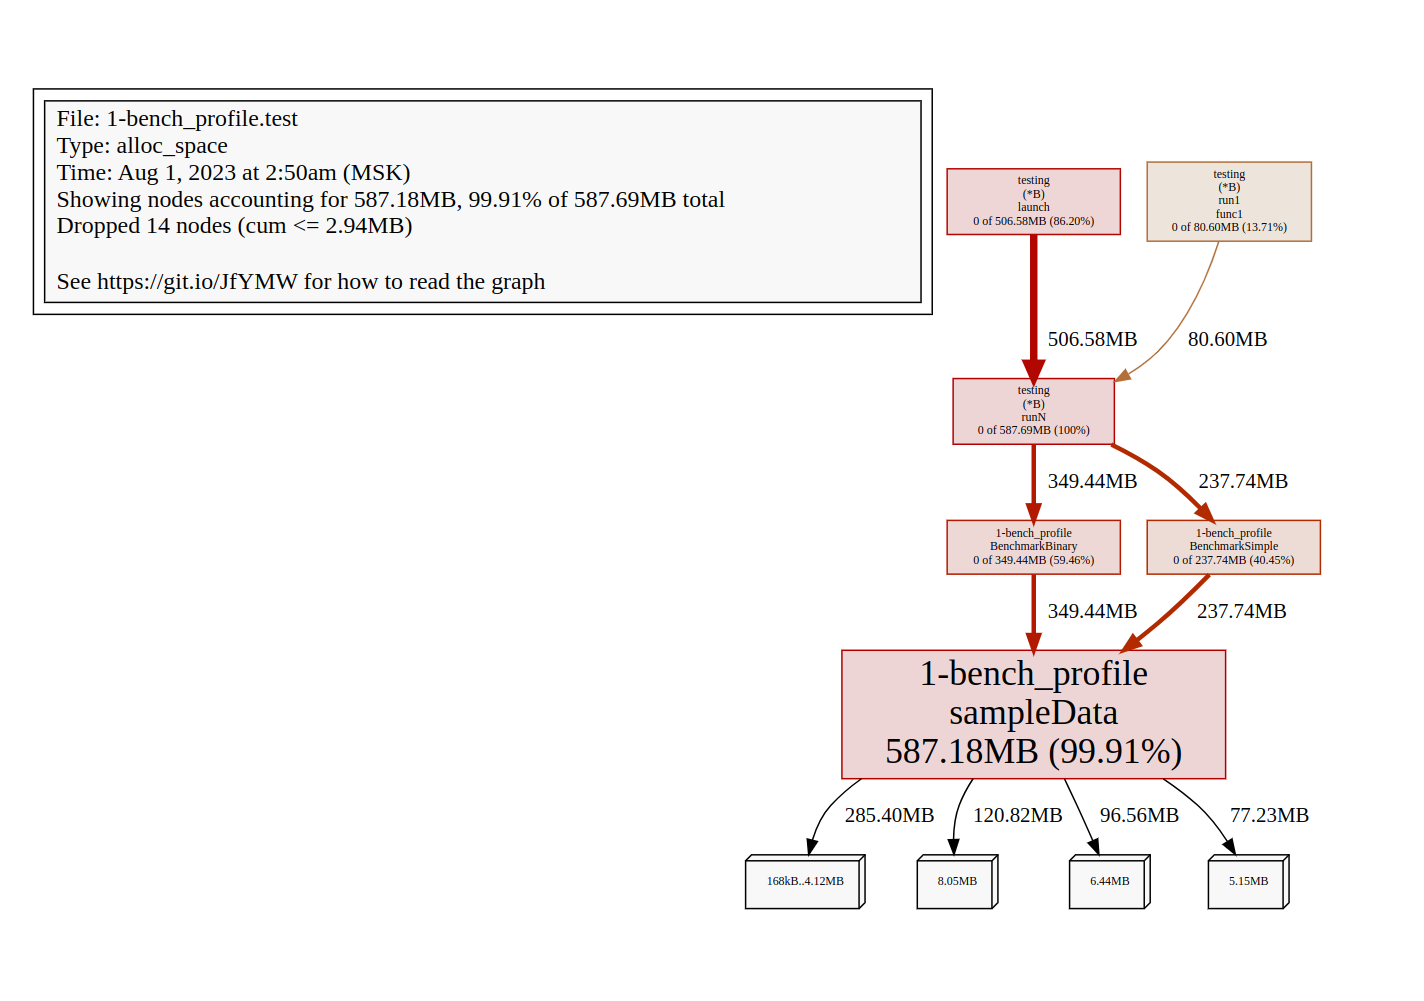 File: 1-bench_profile.test
Type: alloc_space
Time: Aug 1, 2023 at 2:50am (MSK)
Showing nodes accounting for 587.18MB, 99.91% of 587.69MB total
Dropped 14 nodes (cum <= 2.94MB)
See https://git.io/JfYMW for how to read the graph
testing
(*B)
launch
0 of 506.58MB (86.20%)
testing
(*B)
run1
func1
0 of 80.60MB (13.71%)
506.58MB
80.60MB
testing
(*B)
runN
0 of 587.69MB (100%)
349.44MB
237.74MB
1-bench_profile
BenchmarkBinary
0 of 349.44MB (59.46%)
1-bench_profile
BenchmarkSimple
0 of 237.74MB (40.45%)
349.44MB
237.74MB
1-bench_profile
sampleData
587.18MB (99.91%)
285.40MB
120.82MB
96.56MB
77.23MB
168kB..4.12MB
8.05MB
6.44MB
5.15MB